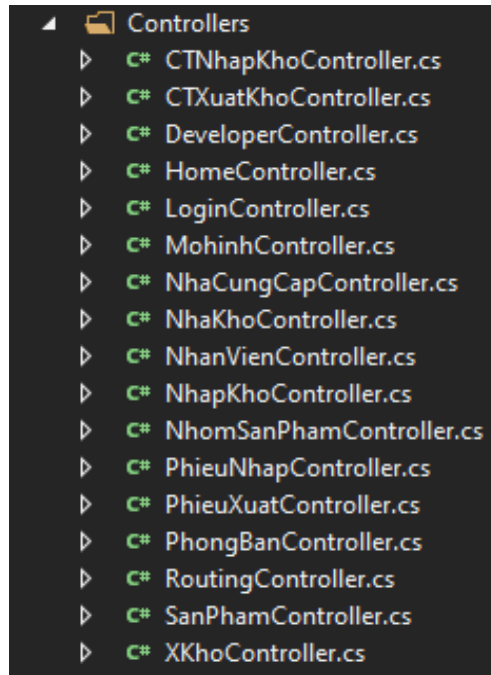 Controllers
C# CTNhapKhoController.cs
C# CTXuatKhoController.cs
C# DeveloperController.cs
C# HomeController.cs
C# LoginController.cs
C# MohinhController.cs
C# NhaCungCapController.cs
C# NhaKhoController.cs
C# NhanVienController.cs
C# NhapKhoController.cs
C# NhomSanPhamController.cs
C# PhieuNhapController.cs
C# PhieuXuatController.cs
C# PhongBanController.cs
C# RoutingController.cs
C# SanPhamController.cs
C# XKhoController.cs